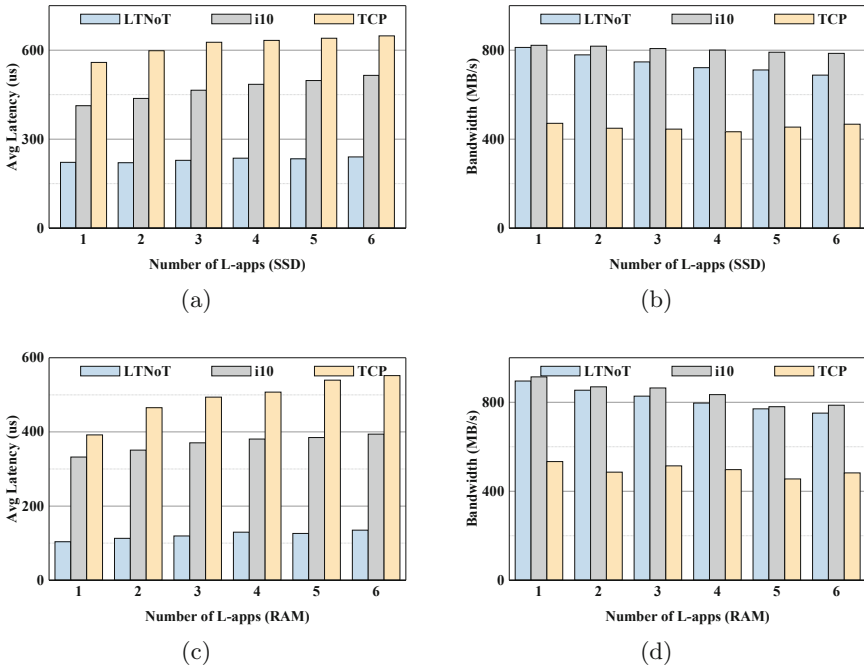 LTNoT i10 TCP
600
300
0
Avg Latency (us)
1 2 3 4 5 6
Number of L-apps (SSD)
(a)
LTNoT i10 TCP
800
400
0
Bandwidth (MB/s)
1 2 3 4 5 6
Number of L-apps (SSD)
(b)
LTNoT i10 TCP
600
400
200
0
Avg Latency (us)
1 2 3 4 5 6
Number of L-apps (RAM)
(c)
LTNoT i10 TCP
800
400
0
Bandwidth (MB/s)
1 2 3 4 5 6
Number of L-apps (RAM)
(d)